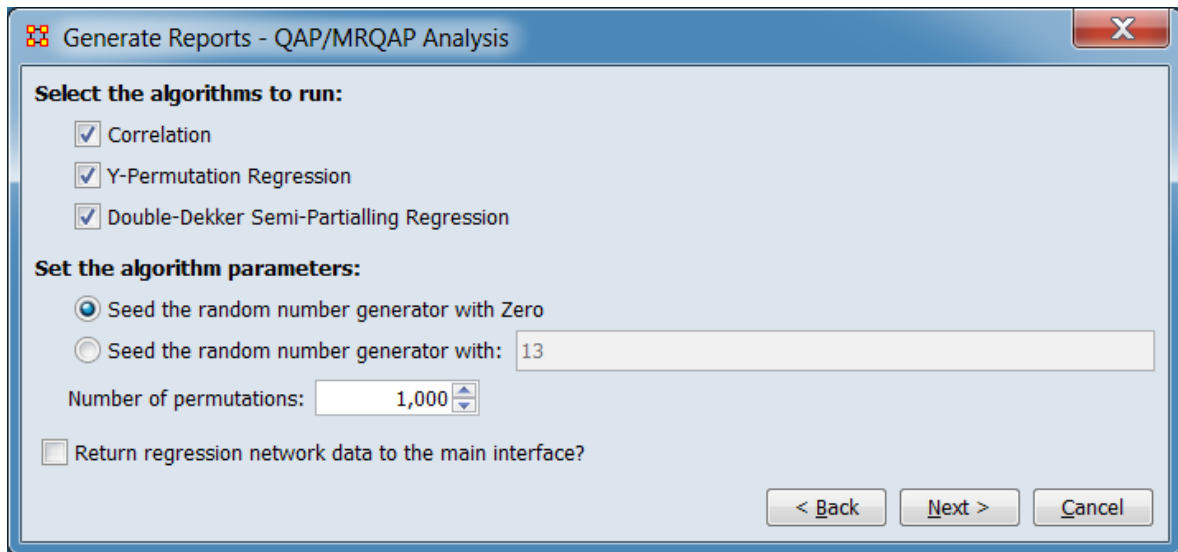 Generate Reports - QAP/MRQAP Analysis
X
Select the algorithms to run:
Correlation
Y-Permutation Regression
Double-Dekker Semi-Partialling Regression
Set the algorithm parameters:
Seed the random number generator with Zero
Seed the random number generator with: 13
Number of permutations: 1,000
Return regression network data to the main interface?
< Back Next > Cancel